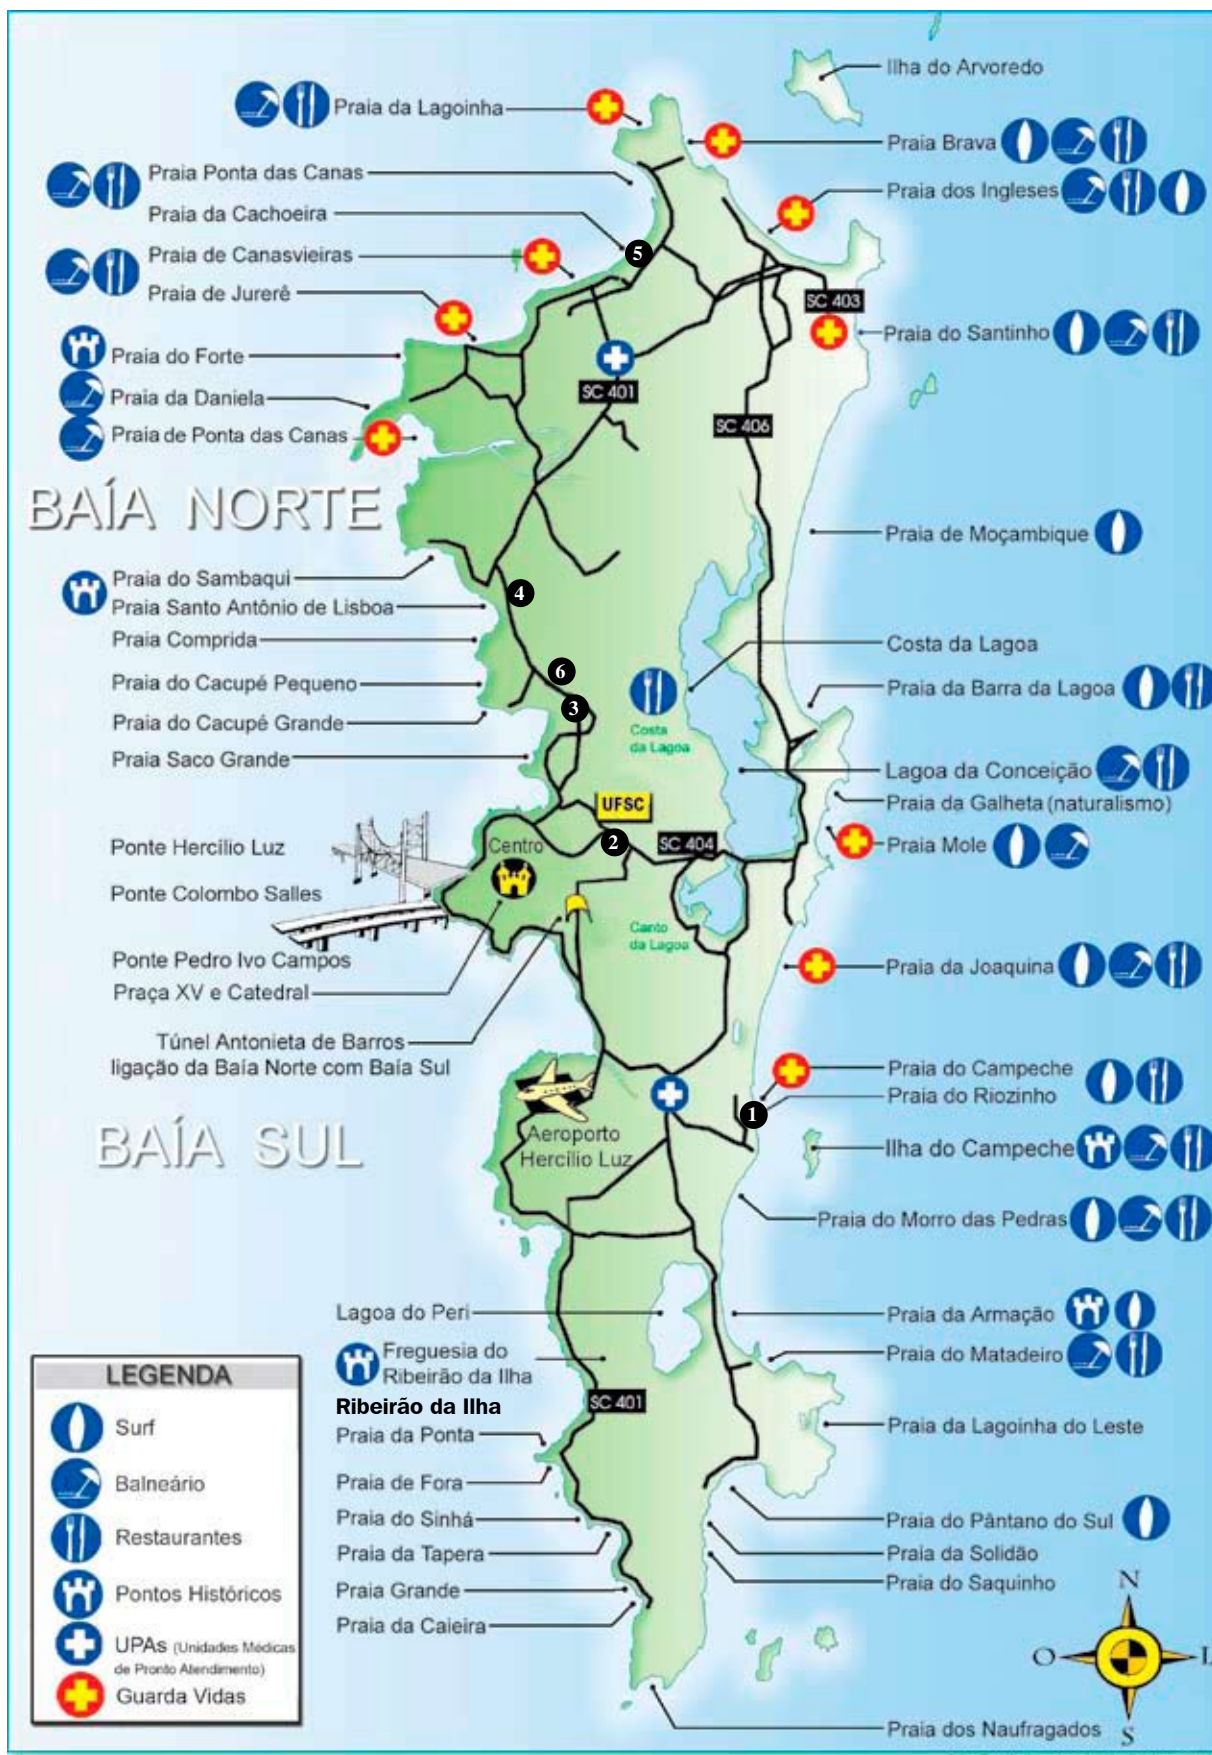 Ilha do Arvoredo
Praia da Lagoinha
Praia Brava
Praia Ponta das Canas
Praia dos Ingleses
Praia da Cachoeira
5
Praia de Canasvieiras
Praia de Jurerê
SC 403
Praia do Santinho
Praia do Forte
SC 401
Praia da Daniela
SC 406
Praia de Ponta das Canas
BAÍA NORTE
Praia de Moçambique
Praia do Sambaqui
4
Praia Santo Antônio de Lisboa
Praia Comprida
Costa da Lagoa
6
Praia do Cacupé Pequeno
Praia da Barra da Lagoa
3
Praia do Cacupé Grande
Costa
da Lagoa
Praia Saco Grande
Lagoa da Conceição
Praia da Galheta (naturalismo)
UFSC
2
SC 404
Praia Mole
Ponte Hercílio Luz
Centro
Ponte Colombo Salles
Canto
da Lagoa
Ponte Pedro Ivo Campos
Praia da Joaquina
Praça XV e Catedral
Túnel Antonieta de Barros
ligação da Baía Norte com Baía Sul
Praia do Campeche
Praia do Riozinho
1
BAÍA SUL
Aeroporto
Hercílio Luz
Ilha do Campeche
Praia do Morro das Pedras
Lagoa do Peri
Praia da Armação
Freguesia do
Ribeirão da Ilha
Praia do Matadeiro
Ribeirão da Ilha
SC 401
Praia da Ponta
Praia da Lagoinha do Leste
Praia de Fora
Praia do Sinhá
Praia do Pântano do Sul
Praia da Tapera
Praia da Solidão
Praia Grande
Praia do Saquinho
Praia da Caieira
Praia dos Naufragados
LEGENDA
Surf
Balneário
Restaurantes
Pontos Históricos
UPAs (Unidades Médicas
de Pronto Atendimento)
Guarda Vidas
N
O
L
S